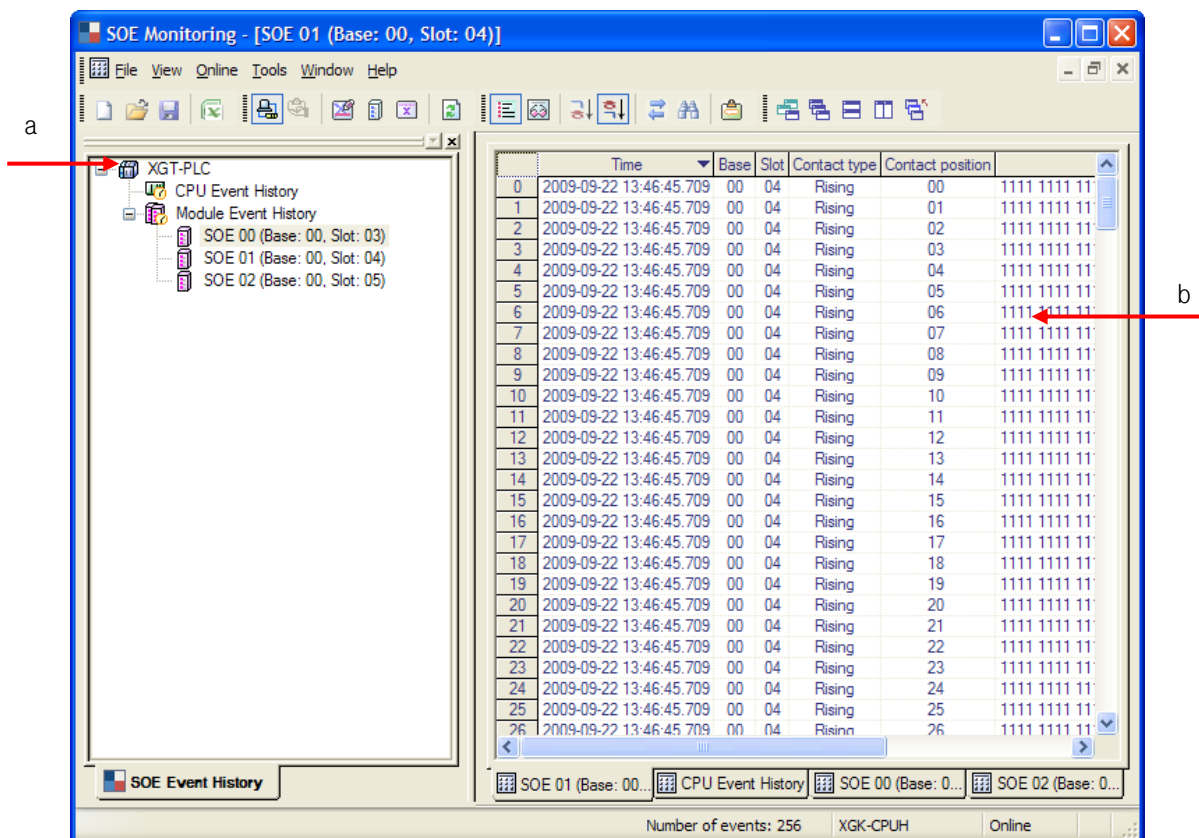 SOE Monitoring - [SOE 01 (Base: 00, Slot: 04)]
File View Online Tools Window Help
a
XGT-PLC
CPU Event History
Module Event History
SOE 00 (Base: 00, Slot: 03)
SOE 01 (Base: 00, Slot: 04)
SOE 02 (Base: 00, Slot: 05)
SOE Event History
Time Base Slot Contact type Contact position
0 2009-09-22 13:46:45.709 00 04 Rising 00 1111 1111 11
1 2009-09-22 13:46:45.709 00 04 Rising 01 1111 1111 11
2 2009-09-22 13:46:45.709 00 04 Rising 02 1111 1111 11
3 2009-09-22 13:46:45.709 00 04 Rising 03 1111 1111 11
4 2009-09-22 13:46:45.709 00 04 Rising 04 1111 1111 11
5 2009-09-22 13:46:45.709 00 04 Rising 05 1111 1111 11
6 2009-09-22 13:46:45.709 00 04 Rising 06 1111 1111 11
7 2009-09-22 13:46:45.709 00 04 Rising 07 1111 1111 11
8 2009-09-22 13:46:45.709 00 04 Rising 08 1111 1111 11
9 2009-09-22 13:46:45.709 00 04 Rising 09 1111 1111 11
10 2009-09-22 13:46:45.709 00 04 Rising 10 1111 1111 11
11 2009-09-22 13:46:45.709 00 04 Rising 11 1111 1111 11
12 2009-09-22 13:46:45.709 00 04 Rising 12 1111 1111 11
13 2009-09-22 13:46:45.709 00 04 Rising 13 1111 1111 11
14 2009-09-22 13:46:45.709 00 04 Rising 14 1111 1111 11
15 2009-09-22 13:46:45.709 00 04 Rising 15 1111 1111 11
16 2009-09-22 13:46:45.709 00 04 Rising 16 1111 1111 11
17 2009-09-22 13:46:45.709 00 04 Rising 17 1111 1111 11
18 2009-09-22 13:46:45.709 00 04 Rising 18 1111 1111 11
19 2009-09-22 13:46:45.709 00 04 Rising 19 1111 1111 11
20 2009-09-22 13:46:45.709 00 04 Rising 20 1111 1111 11
21 2009-09-22 13:46:45.709 00 04 Rising 21 1111 1111 11
22 2009-09-22 13:46:45.709 00 04 Rising 22 1111 1111 11
23 2009-09-22 13:46:45.709 00 04 Rising 23 1111 1111 11
24 2009-09-22 13:46:45.709 00 04 Rising 24 1111 1111 11
25 2009-09-22 13:46:45.709 00 04 Rising 25 1111 1111 11
26 2009-09-22 13:46:45.709 00 04 Rising 26 1111 1111 11
b
SOE 01 (Base: 00... CPU Event History SOE 00 (Base: 0... SOE 02 (Base: 0...
Number of events: 256 XGK-CPUH Online